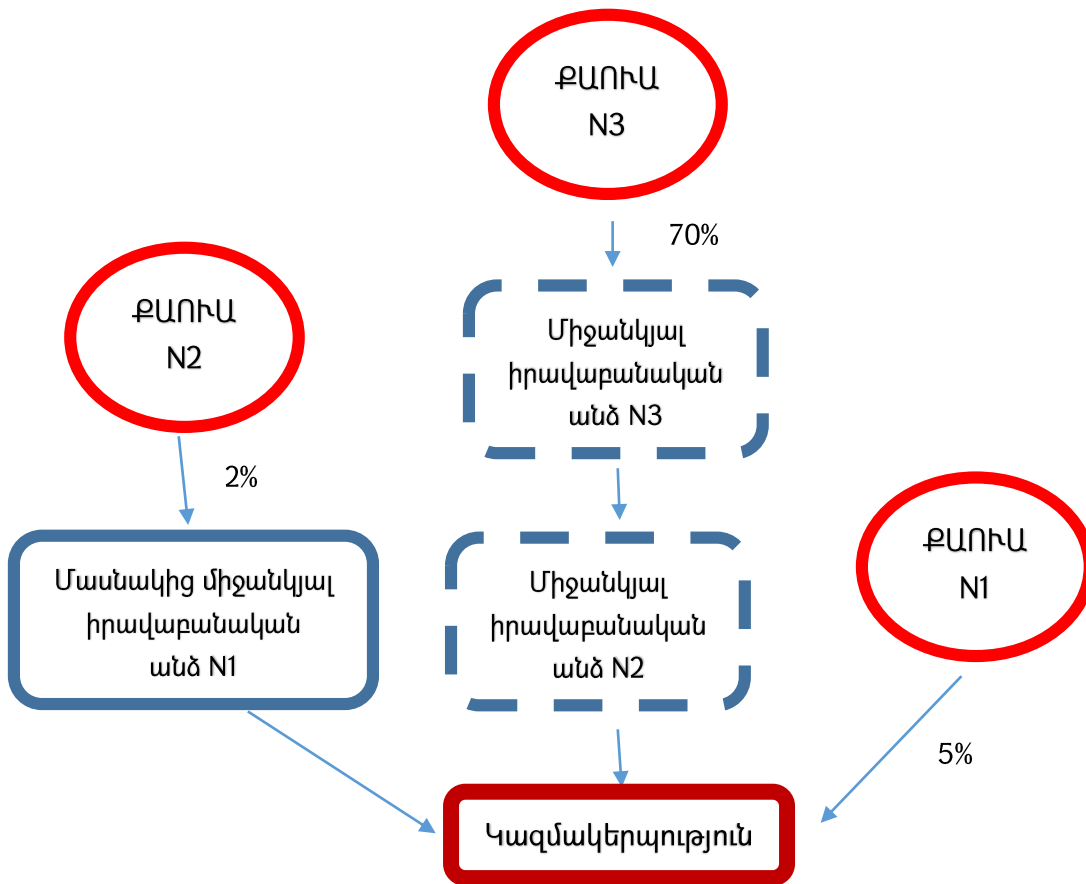 ՔԱՈՒԱ
N3
70%
ՔԱՈՒԱ
N2
Միջանկյալ
իրավաբանական
անձ N3
2%
ՔԱՈՒԱ
N1
Մասնակից միջանկյալ
իրավաբանական
անձ N1
Միջանկյալ
իրավաբանական
անձ N2
5%
Կազմակերպություն